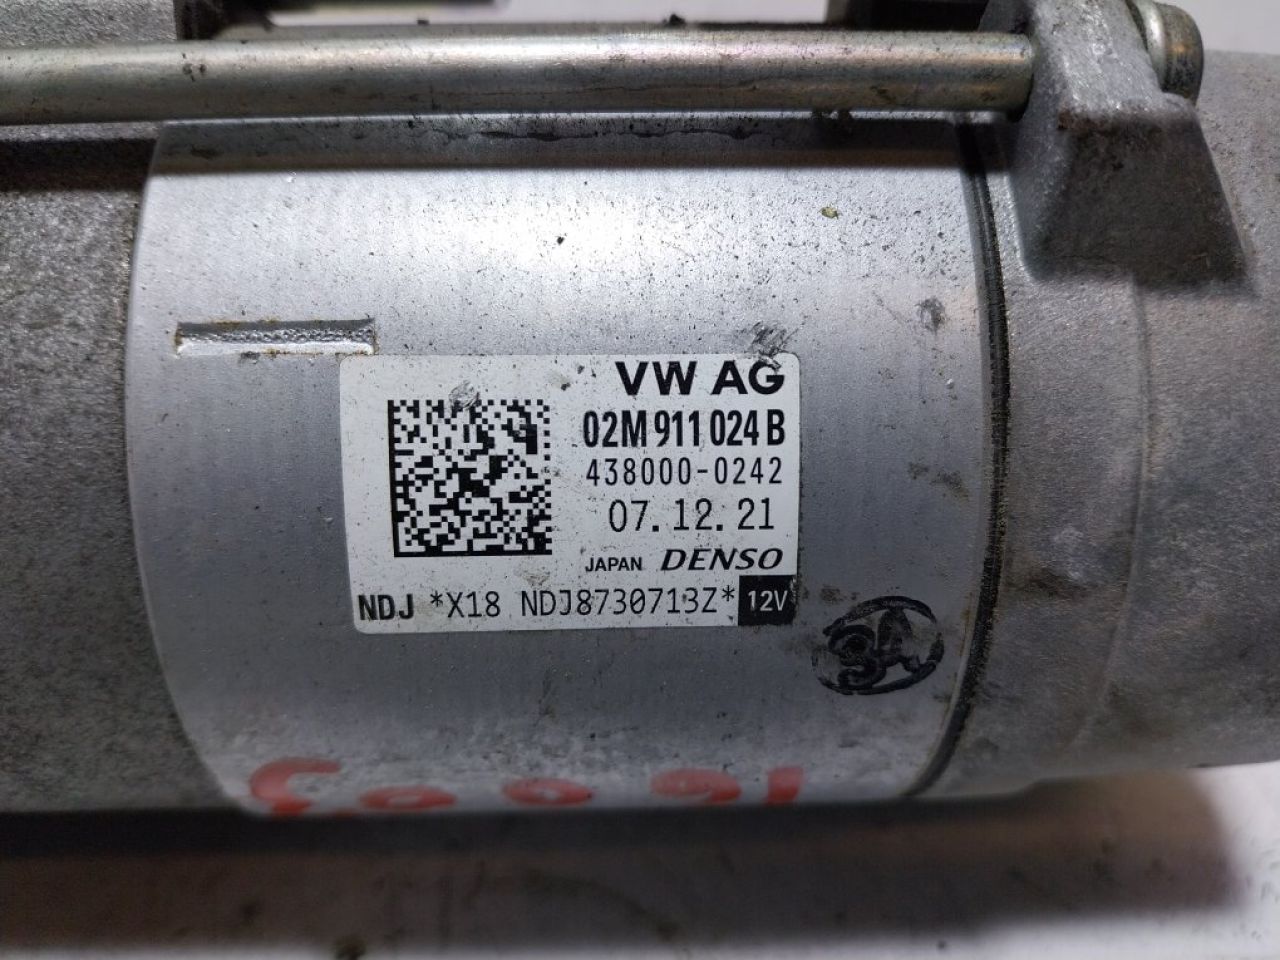 VW AG
02M 911 024 B
438000-0242
07. 12. 21
JAPAN DENSO
NDJ *X18 NDJ8730713Z* 12V